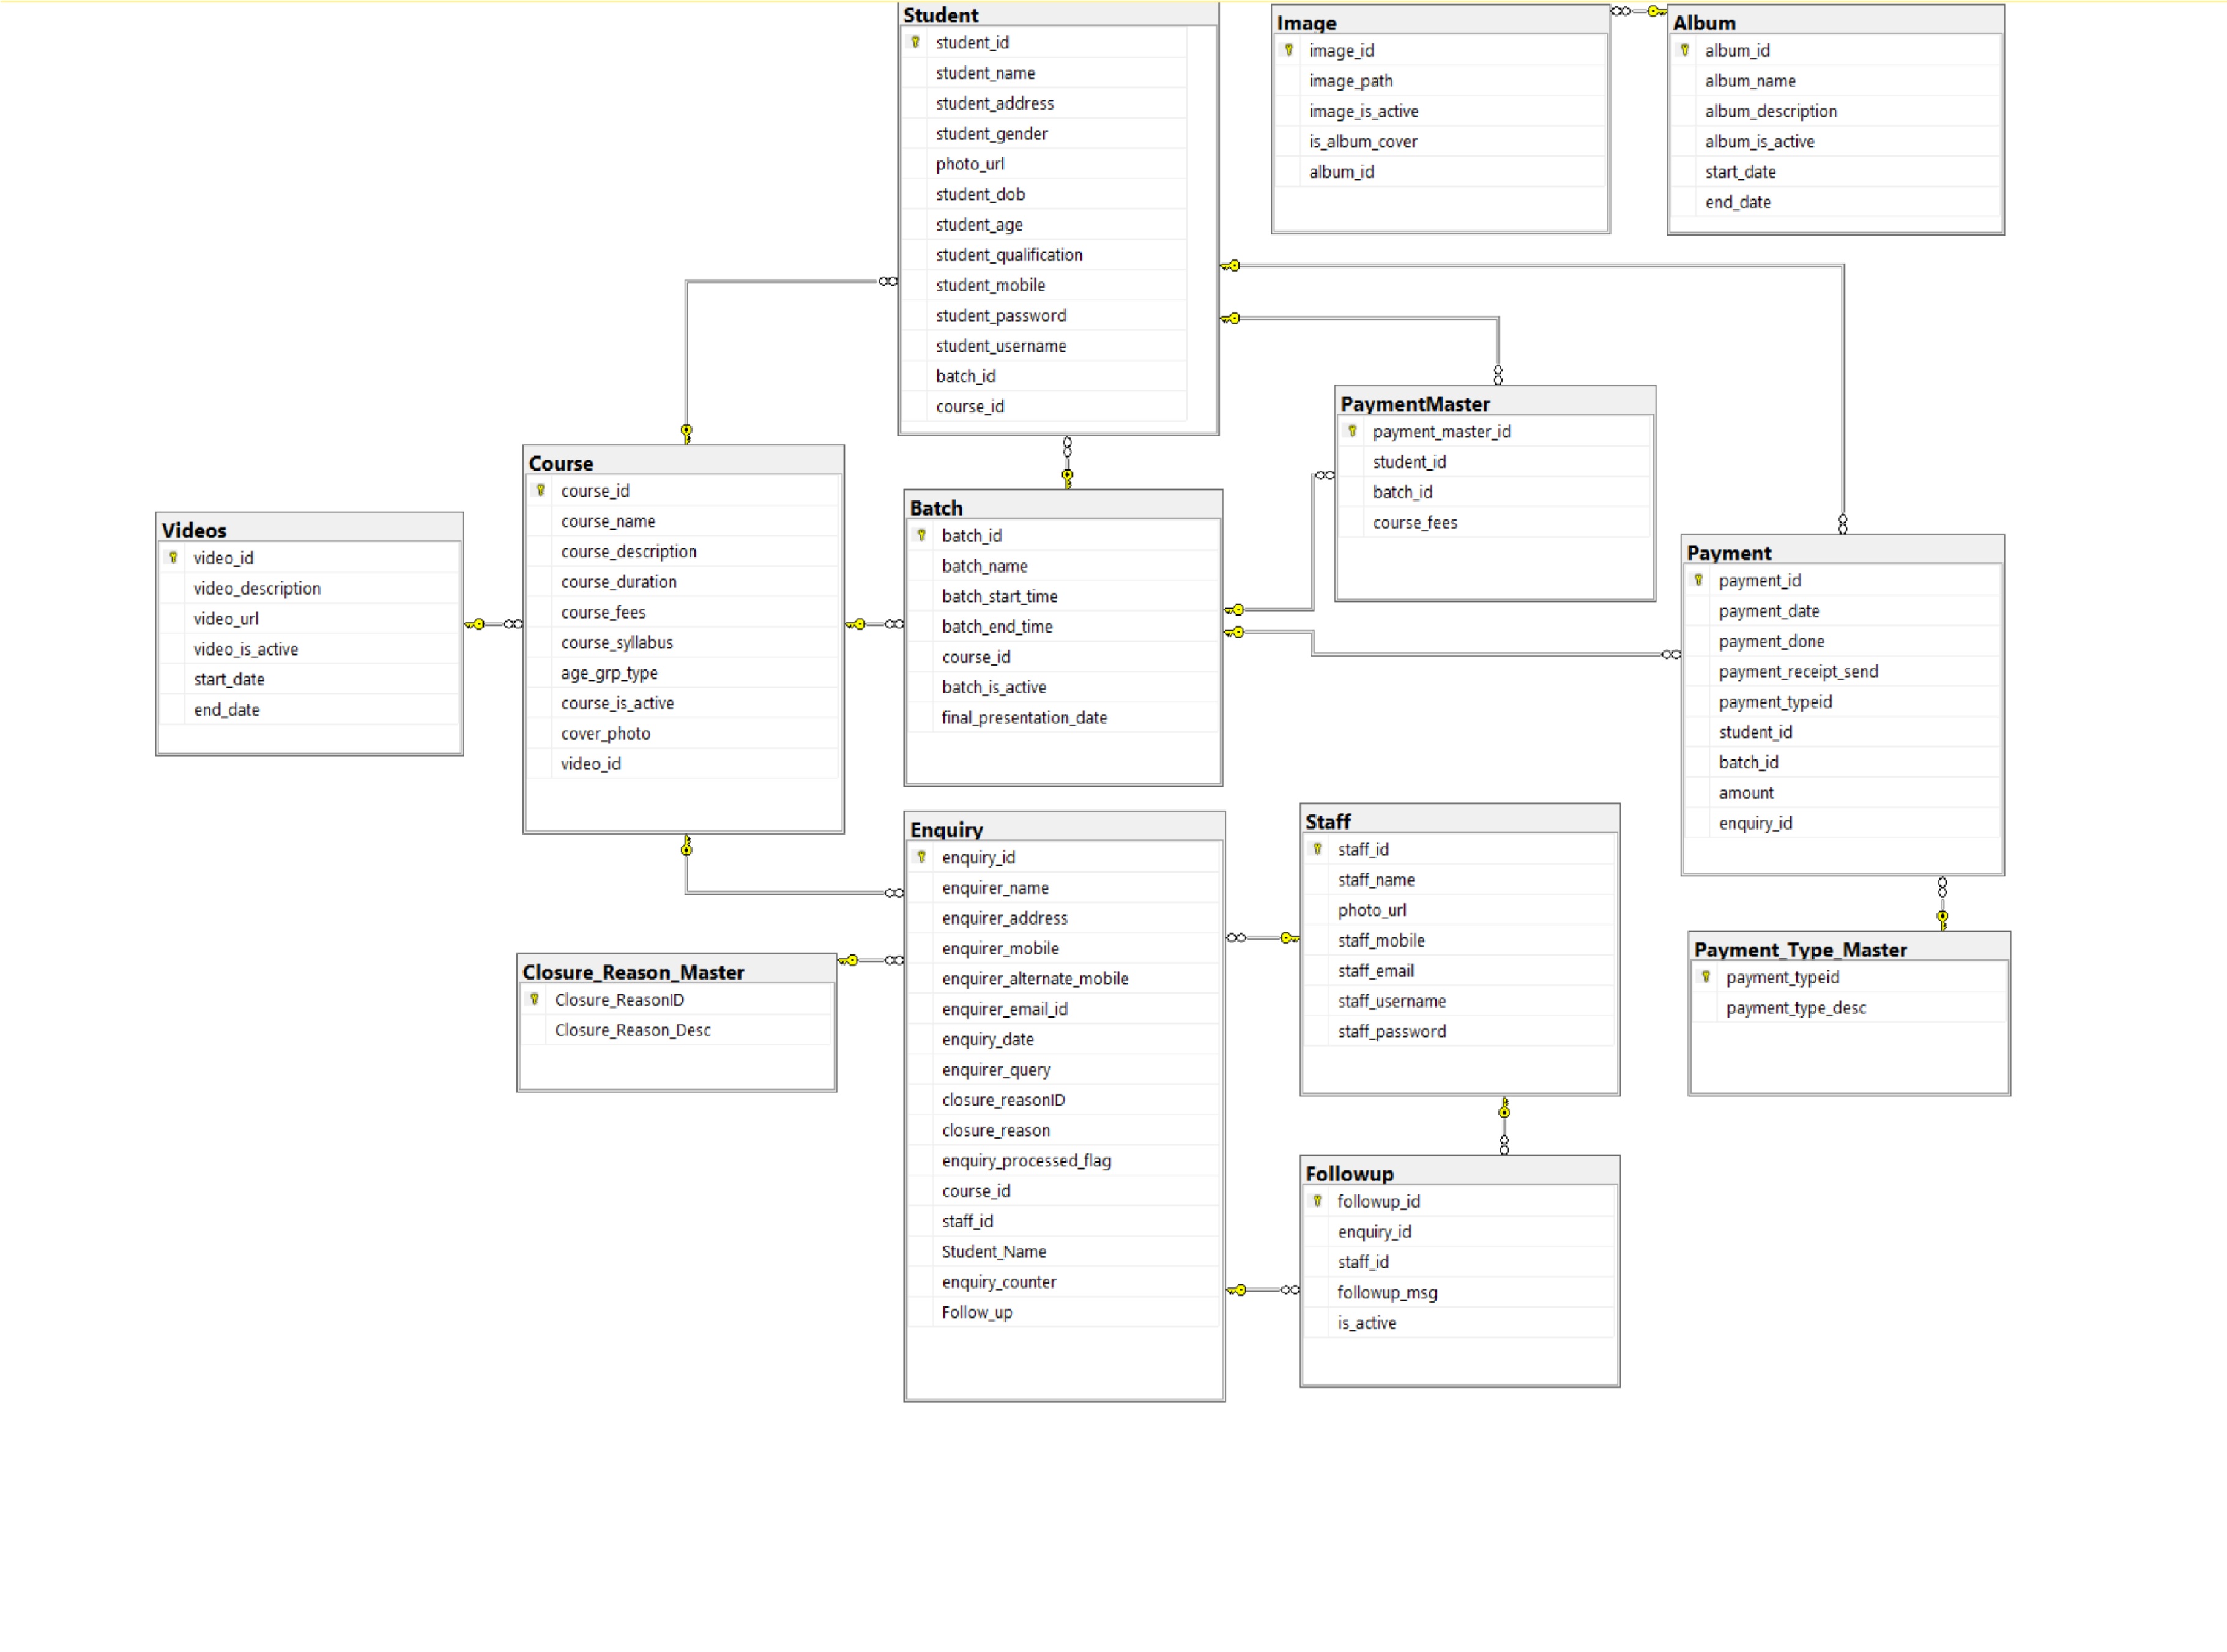 Student
student_id
student_name
student_address
student_gender
photo_url
student_dob
student_age
student_qualification
student_mobile
student_password
student_username
batch_id
course_id
Image
image_id
image_path
image_is_active
is_album_cover
album_id
Album
album_id
album_name
album_description
album_is_active
start_date
end_date
PaymentMaster
payment_master_id
student_id
batch_id
course_fees
Course
course_id
course_name
course_description
course_duration
course_fees
course_syllabus
age_grp_type
course_is_active
cover_photo
video_id
Videos
video_id
video_description
video_url
video_is_active
start_date
end_date
Batch
batch_id
batch_name
batch_start_time
batch_end_time
course_id
batch_is_active
final_presentation_date
Payment
payment_id
payment_date
payment_done
payment_receipt_send
payment_typeid
student_id
batch_id
amount
enquiry_id
Enquiry
enquiry_id
enquirer_name
enquirer_address
enquirer_mobile
enquirer_alternate_mobile
enquirer_email_id
enquiry_date
enquirer_query
closure_reasonID
closure_reason
enquiry_processed_flag
course_id
staff_id
Student_Name
enquiry_counter
Follow_up
Staff
staff_id
staff_name
photo_url
staff_mobile
staff_email
staff_username
staff_password
Payment_Type_Master
payment_typeid
payment_type_desc
Closure_Reason_Master
Closure_ReasonID
Closure_Reason_Desc
Followup
followup_id
enquiry_id
staff_id
followup_msg
is_active